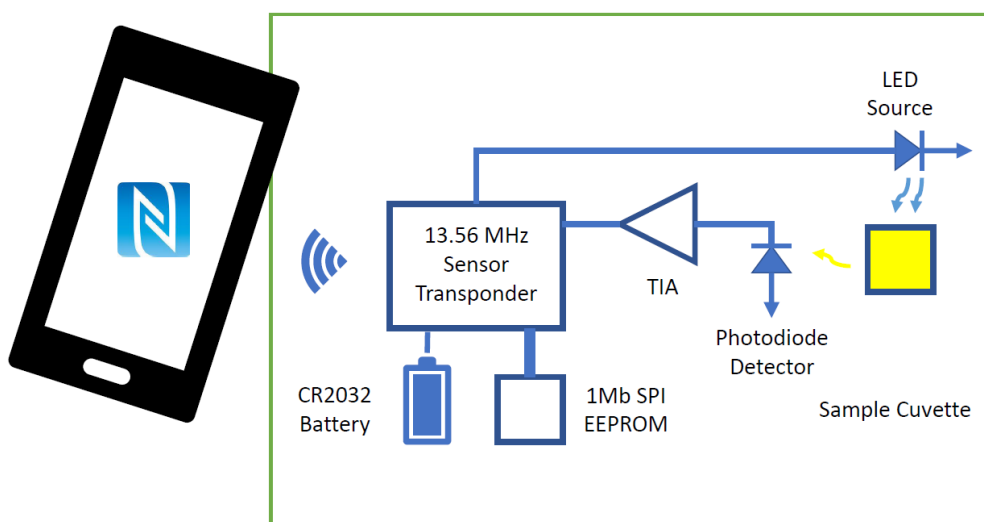 LED
Source
13.56 MHz
Sensor
Transponder
TIA
Photodiode
Detector
CR2032
Battery
1Mb SPI
EEPROM
Sample Cuvette